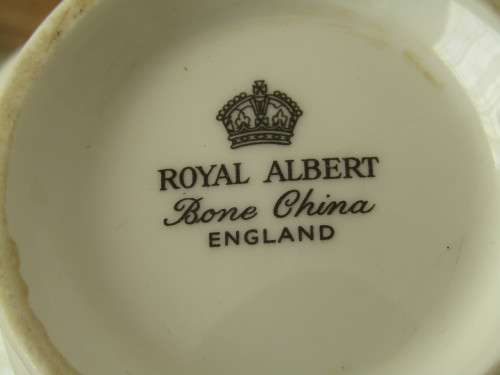 ROYAL ALBERT
Bone China
ENGLAND